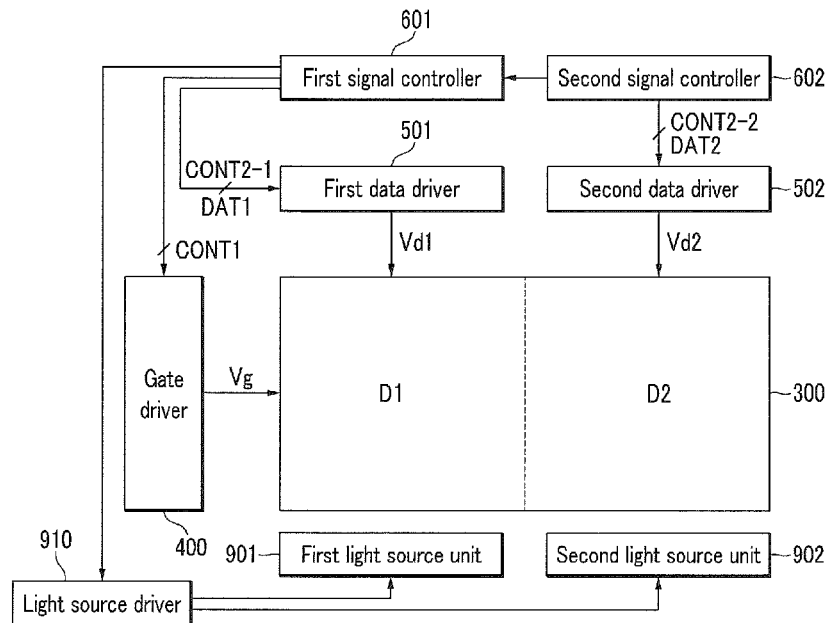 601
First signal controller
Second signal controller
602
CONT2-2
DAT2
501
CONT2-1
DAT1
First data driver
Second data driver
502
CONT1
Vd1
Vd2
Gate
driver
Vg
D1
D2
300
400
910
901
First light source unit
Second light source unit
902
Light source driver